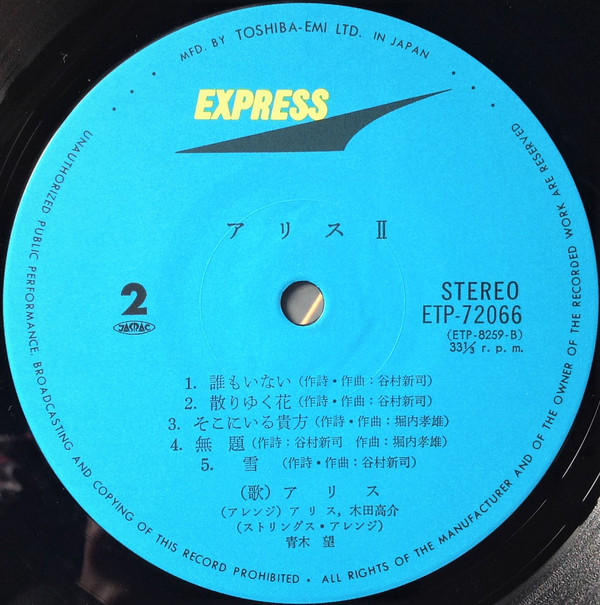 MFD. BY TOSHIBA-EMI LTD. IN JAPAN
EXPRESS
アリス II
2
JASRAC
STEREO
ETP-72066
(ETP-8259-B)
33⅓ r. p. m.
1. 誰もいない (作詩・作曲：谷村新司)
2. 散りゆく花 (作詩・作曲：谷村新司)
3. そこにいる貴方 (作詩・作曲：堀内孝雄)
4. 無 題 (作詩：谷村新司 作曲：堀内孝雄)
5. 雪 (作詩・作曲：谷村新司)
(歌) ア リ ス
(アレンジ) ア リ ス, 木田高介
(ストリングス・アレンジ)
青木 望
UNAUTHORIZED PUBLIC PERFORMANCE, BROADCASTING AND COPYING OF THIS RECORD PROHIBITED • ALL RIGHTS OF THE MANUFACTURER AND OF THE OWNER OF THE RECORDED WORK ARE RESERVED